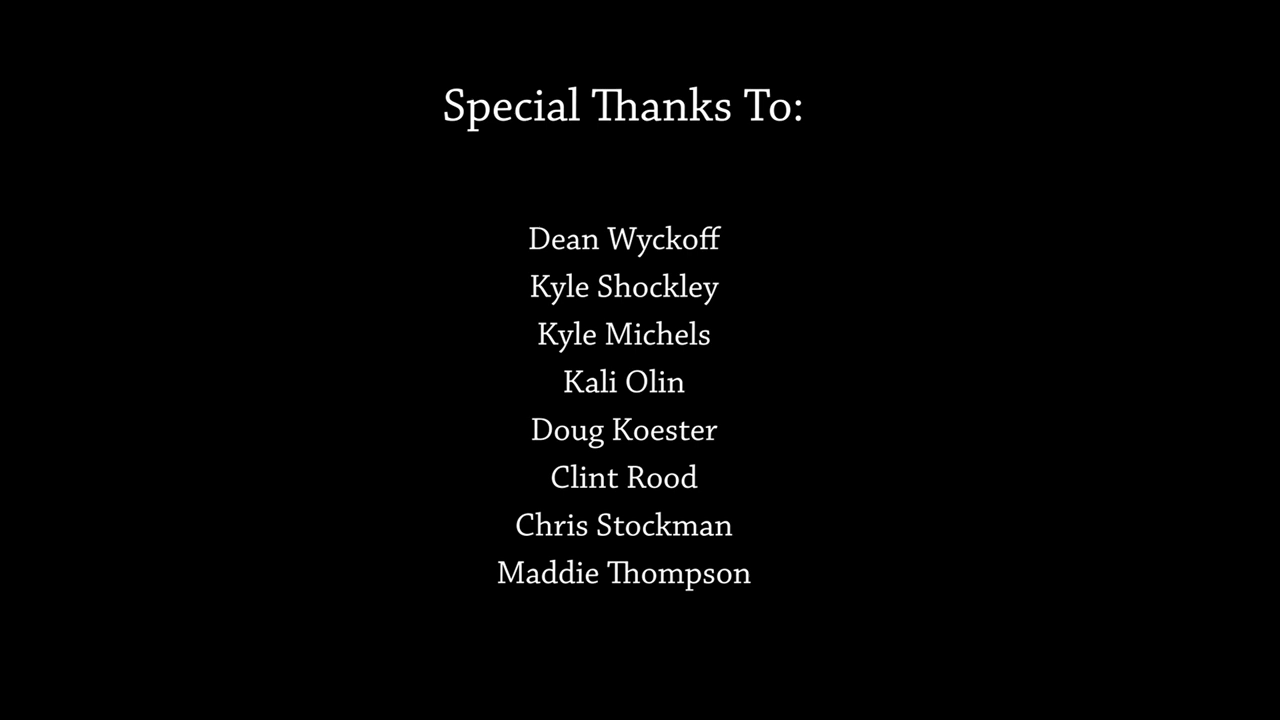 Special Thanks To:
Dean Wyckoff
Kyle Shockley
Kyle Michels
Kali Olin
Doug Koester
Clint Rood
Chris Stockman
Maddie Thompson